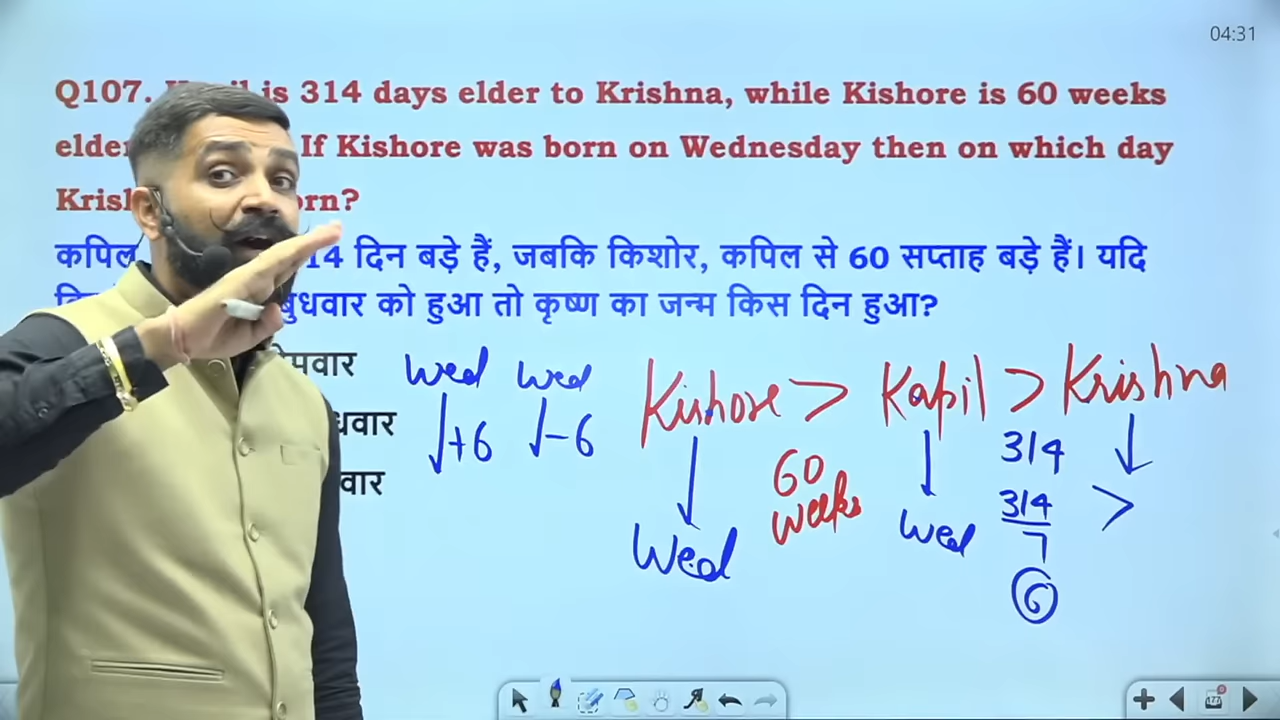 04:31
Q107. is 314 days elder to Krishna, while Kishore is 60 weeks
elder If Kishore was born on Wednesday then on which day
Krish orn?
कपिल 14 दिन बड़े हैं, जबकि किशोर, कपिल से 60 सप्ताह बड़े हैं। यदि
बुधवार को हुआ तो कृष्ण का जन्म किस दिन हुआ?
मवार
wed wed Kishore > Kapil > Krishna
धवार
+6 -6 60 weeks 314
वार
Wed wed 314 >
7
6